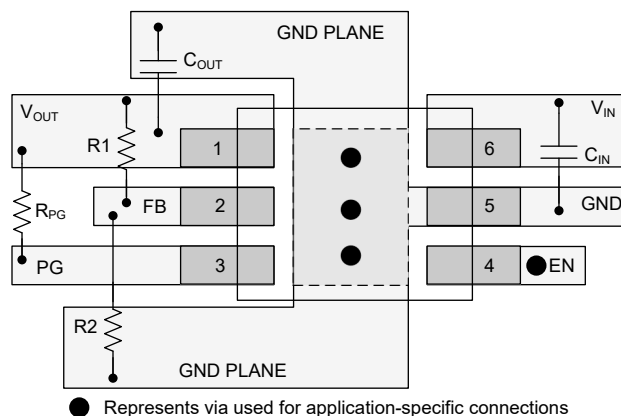 GND PLANE
COUT
VOUT
VIN
R1
1
6
CIN
RPG
FB
2
5
GND
PG
3
4
EN
R2
GND PLANE
Represents via used for application-specific connections